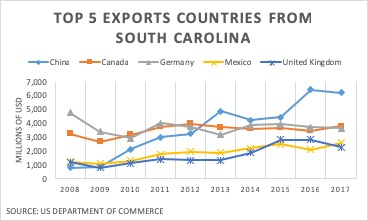 TOP 5 EXPORTS COUNTRIES FROM
SOUTH CAROLINA
China Canada Germany Mexico United Kingdom
MILLIONS OF USD
7,000
6,000
5,000
4,000
3,000
2,000
1,000
0
2008 2009 2010 2011 2012 2013 2014 2015 2016 2017
SOURCE: US DEPARTMENT OF COMMERCE